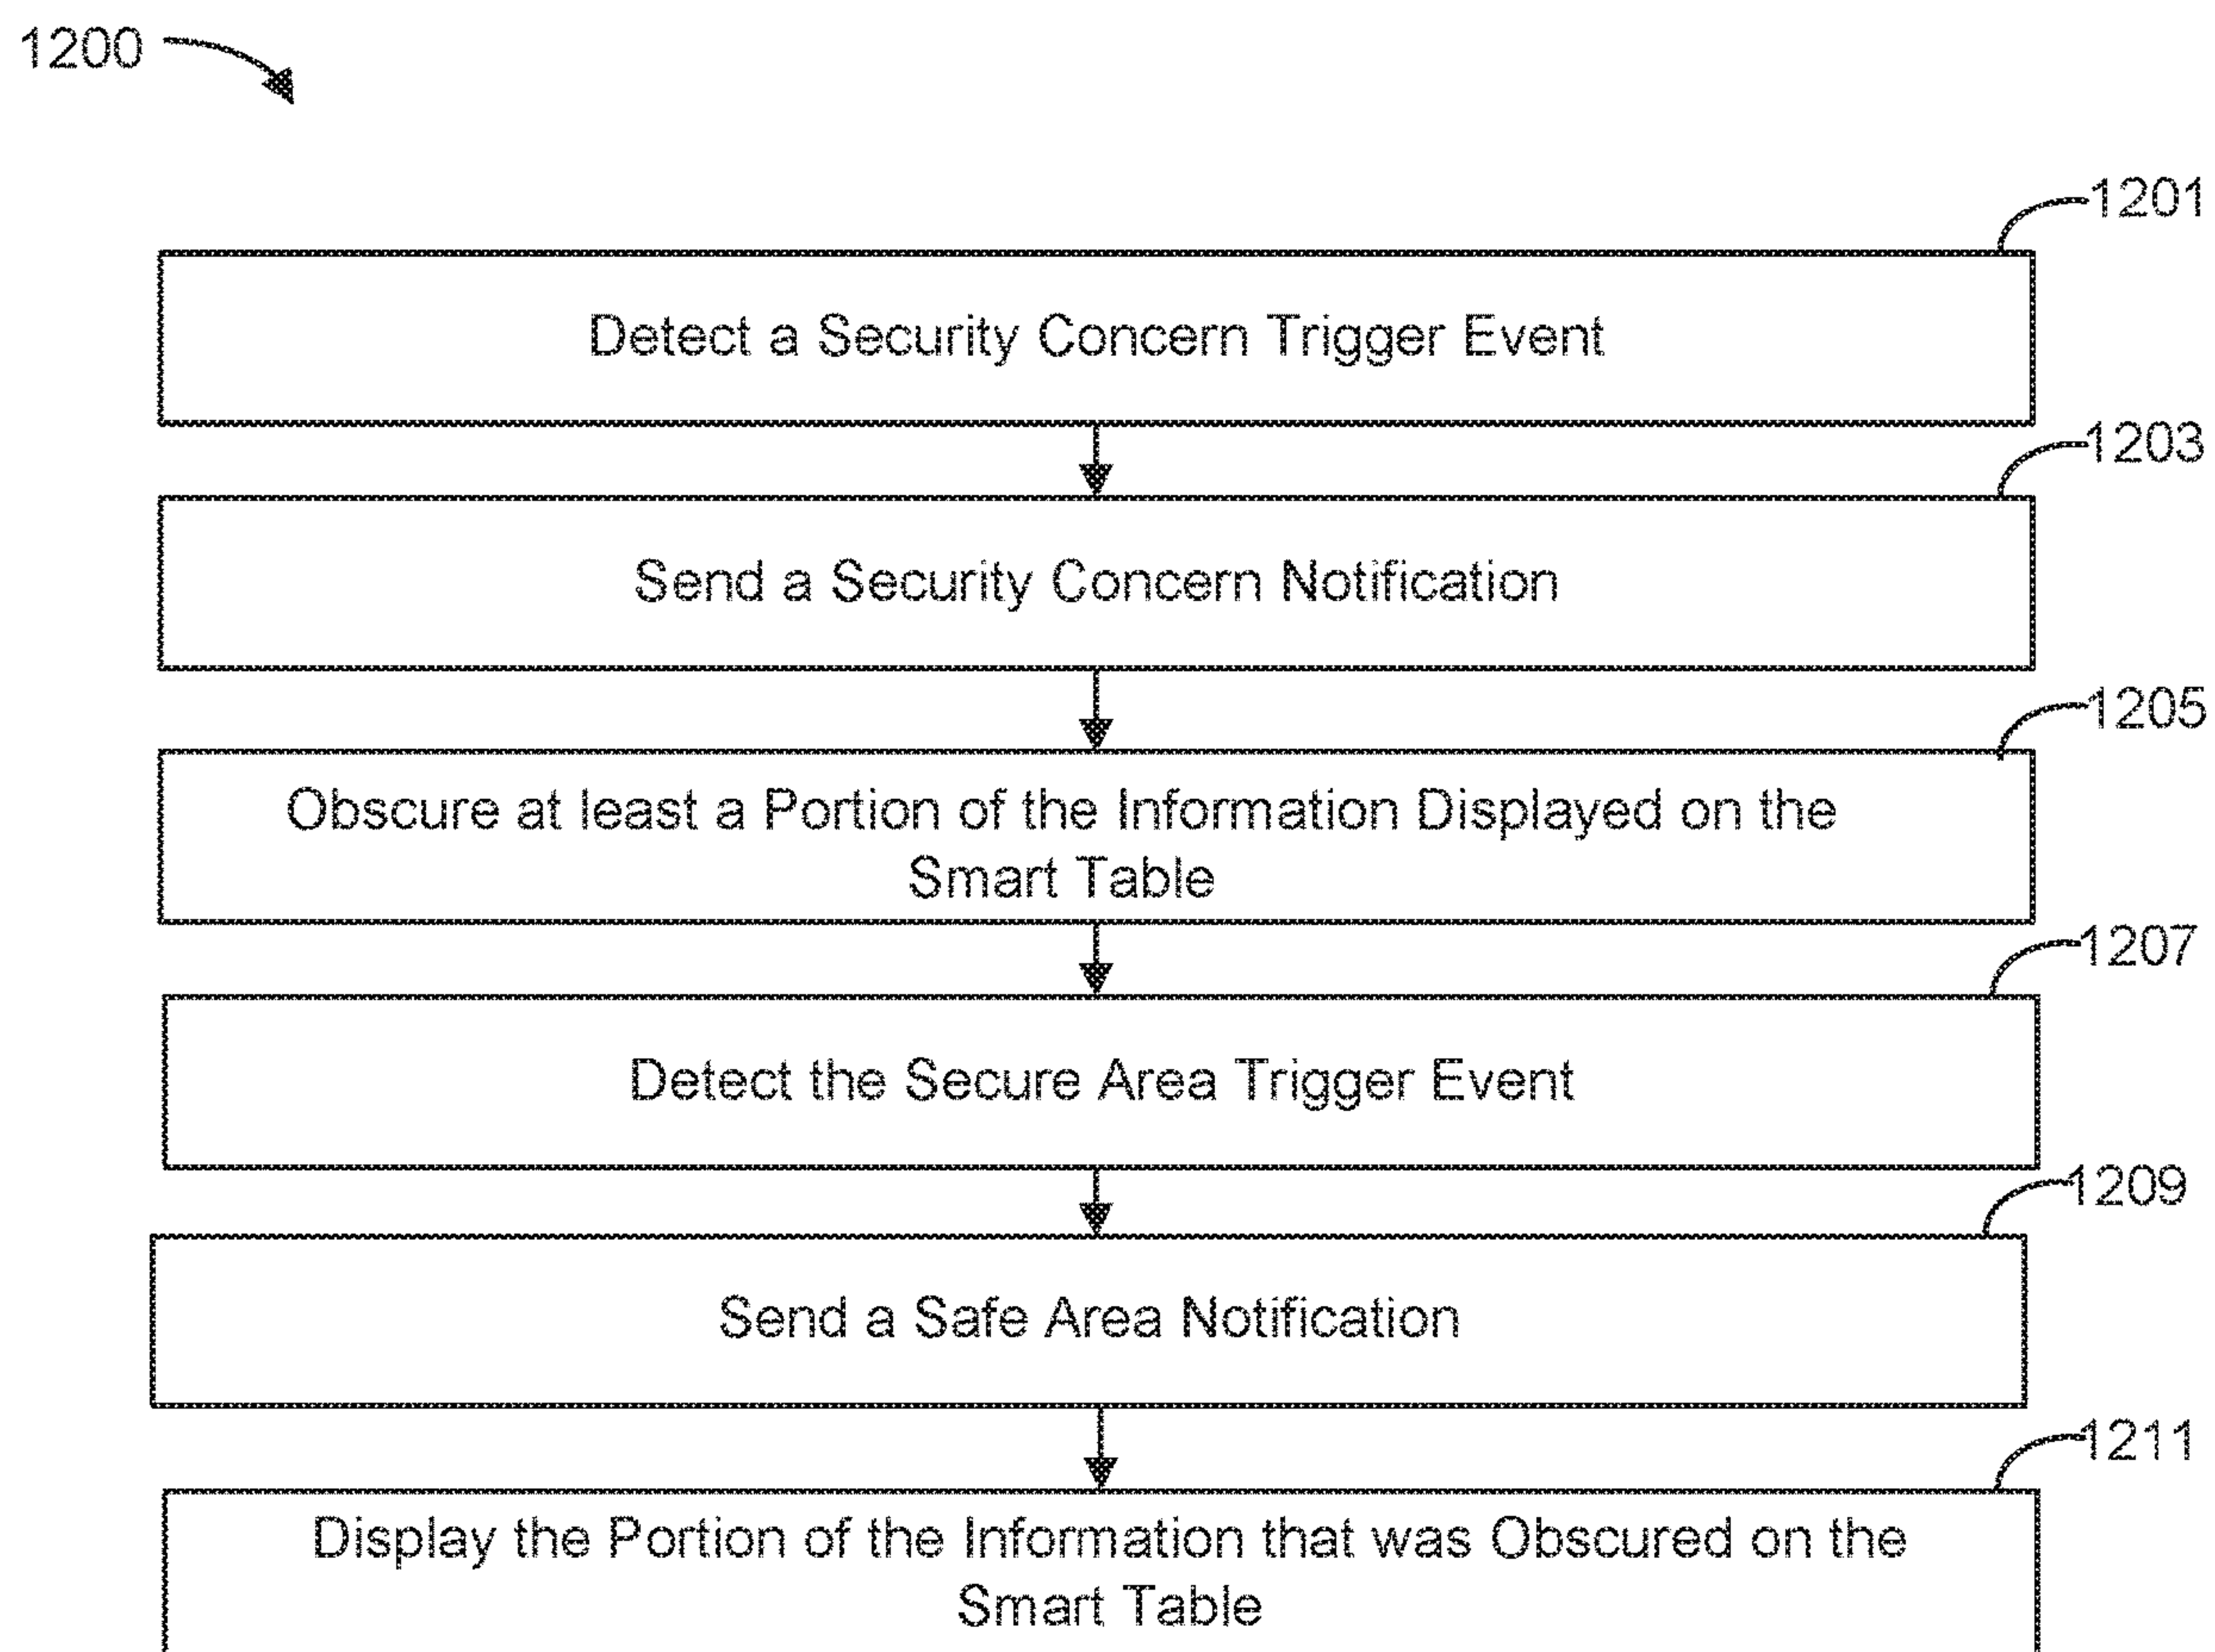 1200
1201
Detect a Security Concern Trigger Event
1203
Send a Security Concern Notification
1205
Obscure at least a Portion of the Information Displayed on the
Smart Table
1207
Detect the Secure Area Trigger Event
1209
Send a Safe Area Notification
1211
Display the Portion of the Information that was Obscured on the
Smart Table